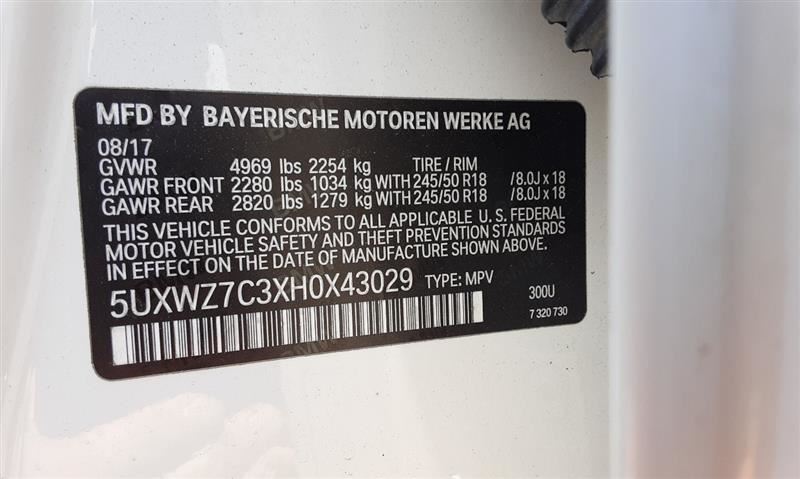 MFD BY BAYERISCHE MOTOREN WERKE AG
08/17
GVWR 4969 lbs 2254 kg TIRE / RIM
GAWR FRONT 2280 lbs 1034 kg WITH 245/50 R18 /8.0J x 18
GAWR REAR 2820 lbs 1279 kg WITH 245/50 R18 /8.0J x 18
THIS VEHICLE CONFORMS TO ALL APPLICABLE U.S. FEDERAL
MOTOR VEHICLE SAFETY AND THEFT PREVENTION STANDARDS
IN EFFECT ON THE DATE OF MANUFACTURE SHOWN ABOVE.
5UXWZ7C3XH0X43029 TYPE: MPV 300U
7 320 730